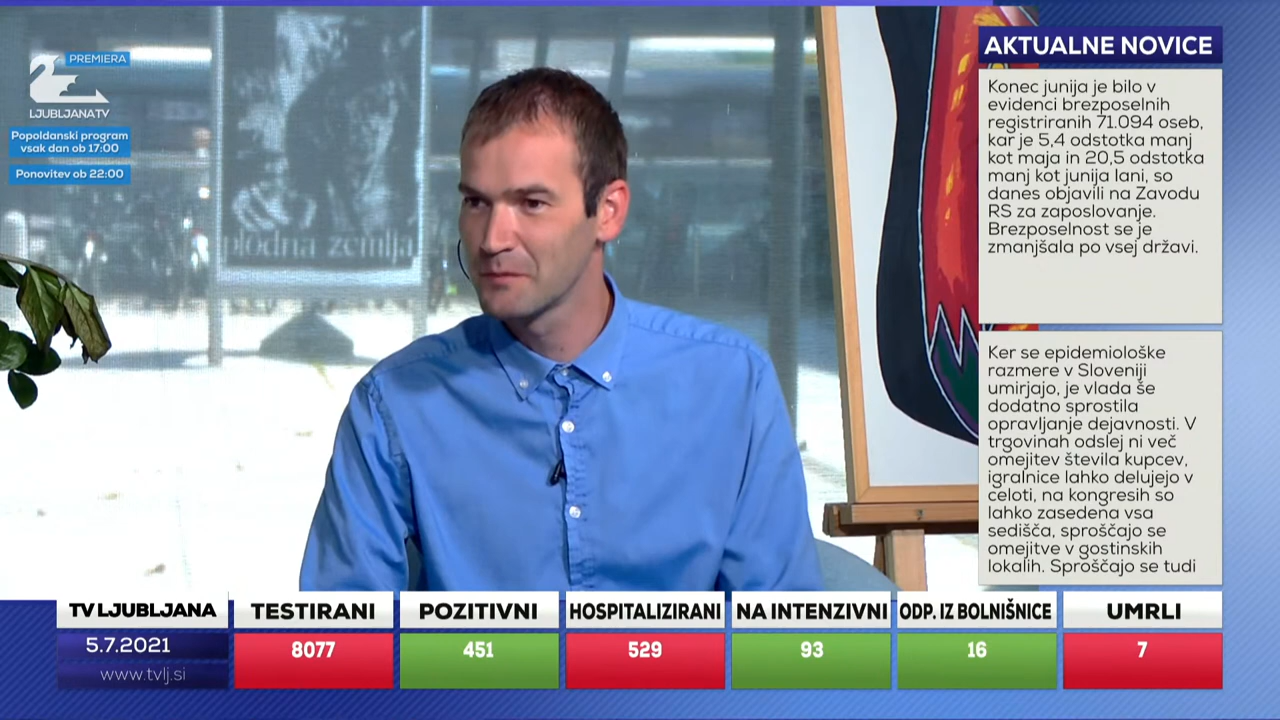 PREMIERA
LJUBLJANATV
Popoldanski program
vsak dan ob 17:00
Ponovitev ob 22:00
plodna zemlja
AKTUALNE NOVICE
Konec junija je bilo v
evidenci brezposelnih
registriranih 71.094 oseb,
kar je 5,4 odstotka manj
kot maja in 20,5 odstotka
manj kot junija lani, so
danes objavili na Zavodu
RS za zaposlovanje.
Brezposelnost se je
zmanjšala po vsej državi.
Ker se epidemiološke
razmere v Sloveniji
umirjajo, je vlada še
dodatno sprostila
opravljanje dejavnosti. V
trgovinah odslej ni več
omejitev števila kupcev,
igralnice lahko delujejo v
celoti, na kongresih so
lahko zasedena vsa
sedišča, sproščajo se
omejitve v gostinskih
lokalih. Sproščajo se tudi
TV LJUBLJANA TESTIRANI POZITIVNI HOSPITALIZIRANI NA INTENZIVNI ODP. IZ BOLNIŠNICE UMRLI
5.7.2021 8077 451 529 93 16 7
www.tvlj.si